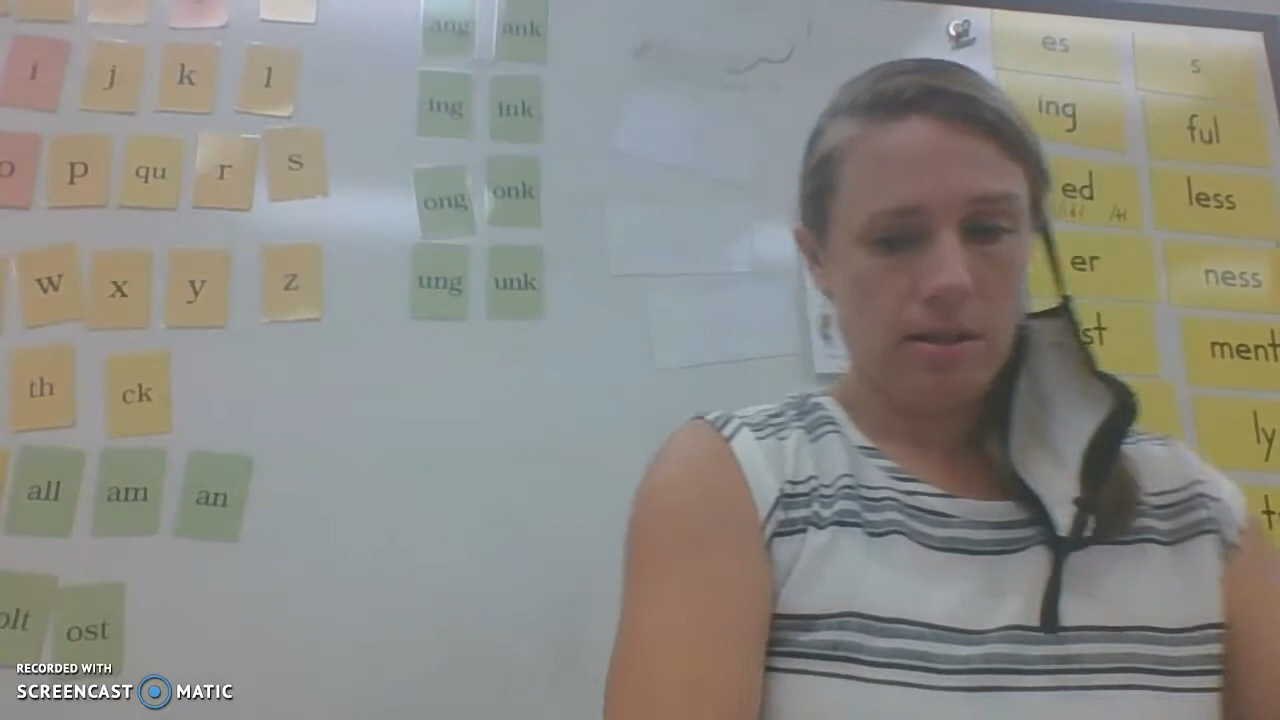 ang ank
es s
i j k l
ing ink
ing ful
o p qu r s
ong onk
ed less
w x y z
ung unk
er ness
st ment
th ck
ly
all am an
olt ost
RECORDED WITH
SCREENCAST MATIC